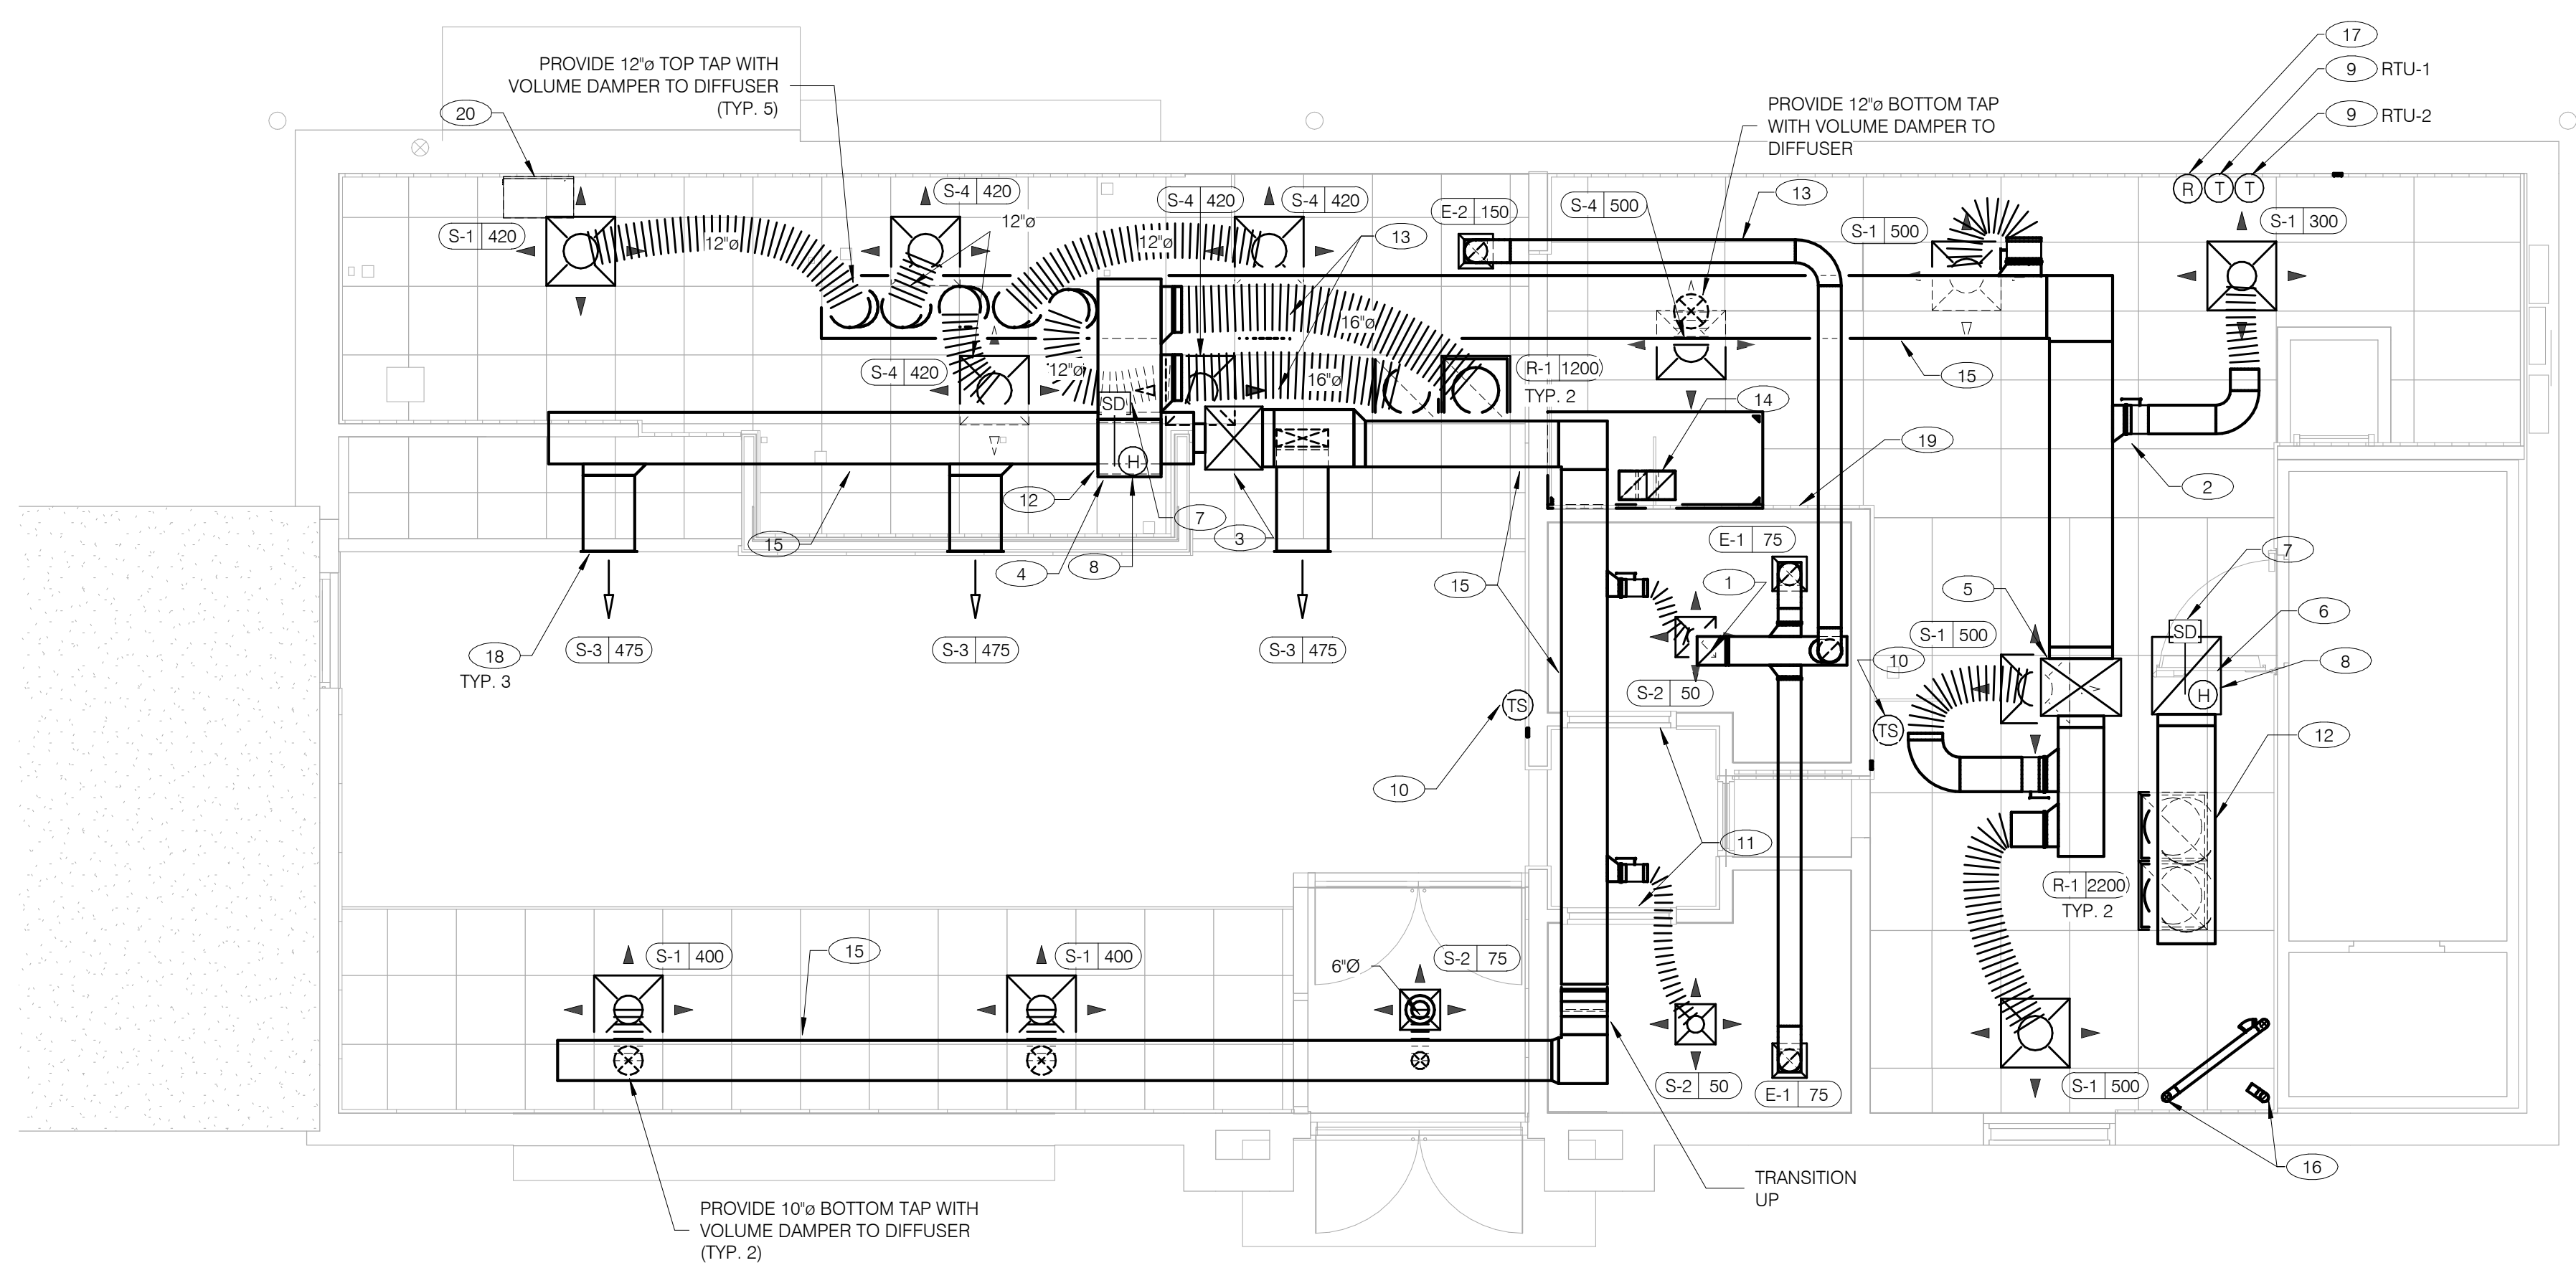 17
9 RTU-1
9 RTU-2
PROVIDE 12"ø TOP TAP WITH
VOLUME DAMPER TO DIFFUSER
(TYP. 5)
20
PROVIDE 12"ø BOTTOM TAP
WITH VOLUME DAMPER TO
DIFFUSER
R T T
S-4 420
S-4 420
S-4 420
S-4 500
13
E-2 150
S-1 500
S-1 300
S-1 420
12"ø
12"ø
12"ø
13
16"ø
S-4 420
12"ø
16"ø
R-1 1200
TYP. 2
15
14
SD
19
H
12
7
2
15
3
4
8
E-1 75
7
15
1
5
6
SD
S-1 500
18
TYP. 3
S-3 475
S-3 475
S-3 475
10
8
S-2 50
H
TS
TS
12
10
11
R-1 2200
TYP. 2
S-1 400
S-1 400
15
S-2 75
6"Ø
S-2 50
E-1 75
S-1 500
16
TRANSITION
UP
PROVIDE 10"ø BOTTOM TAP WITH
VOLUME DAMPER TO DIFFUSER
(TYP. 2)